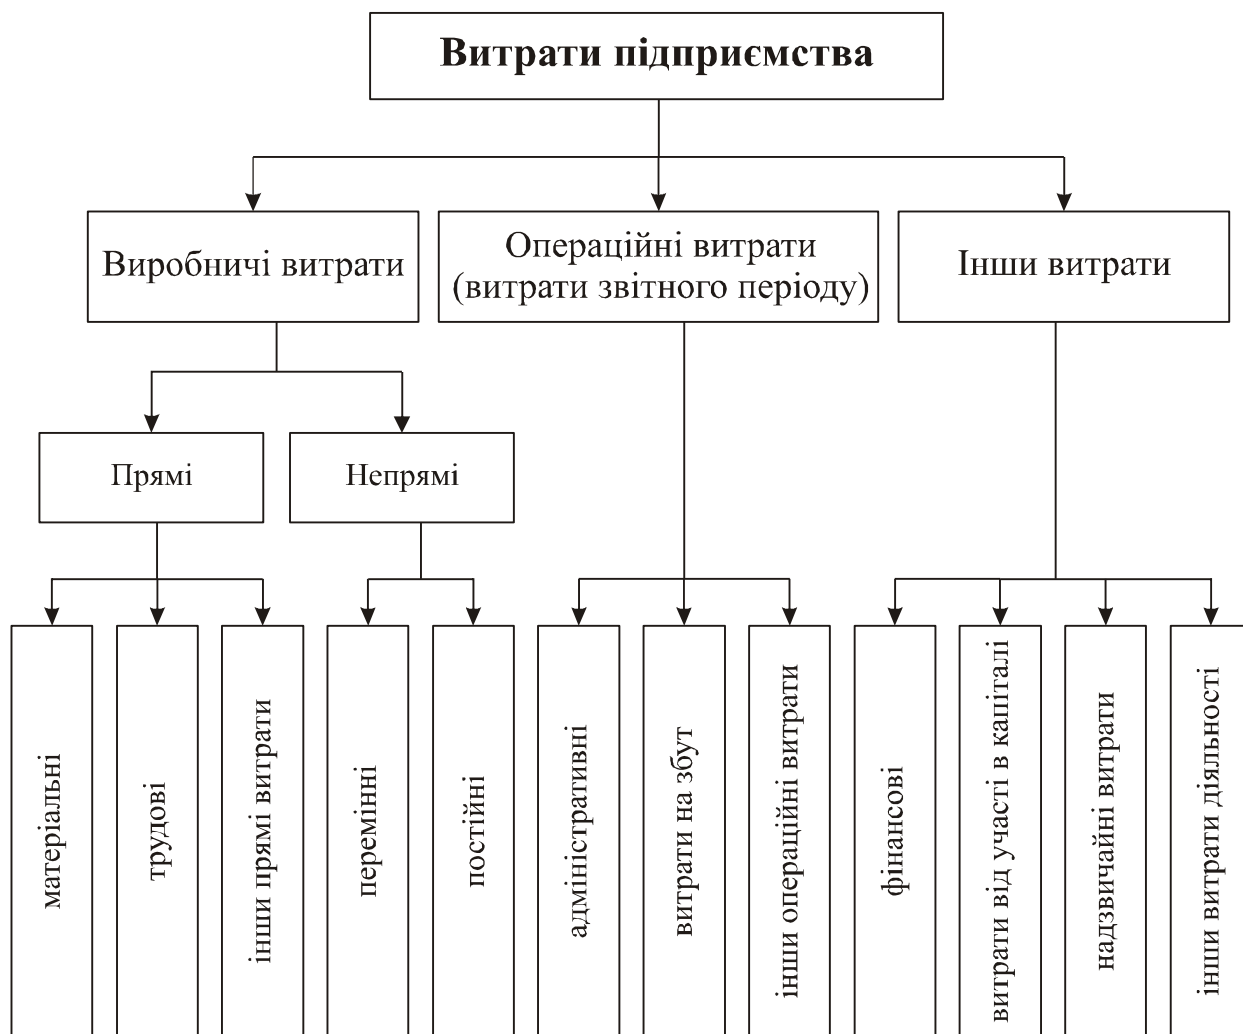 Витрати підприємства
Виробничі витрати
Операційні витрати
(витрати звітного періоду)
Інши витрати
Прямі
Непрямі
матеріальні
трудові
інши прямі витрати
перемінні
постійні
адміністративні
витрати на збут
інши операційні витрати
фінансові
витрати від участі в капіталі
надзвичайні витрати
інши витрати діяльності